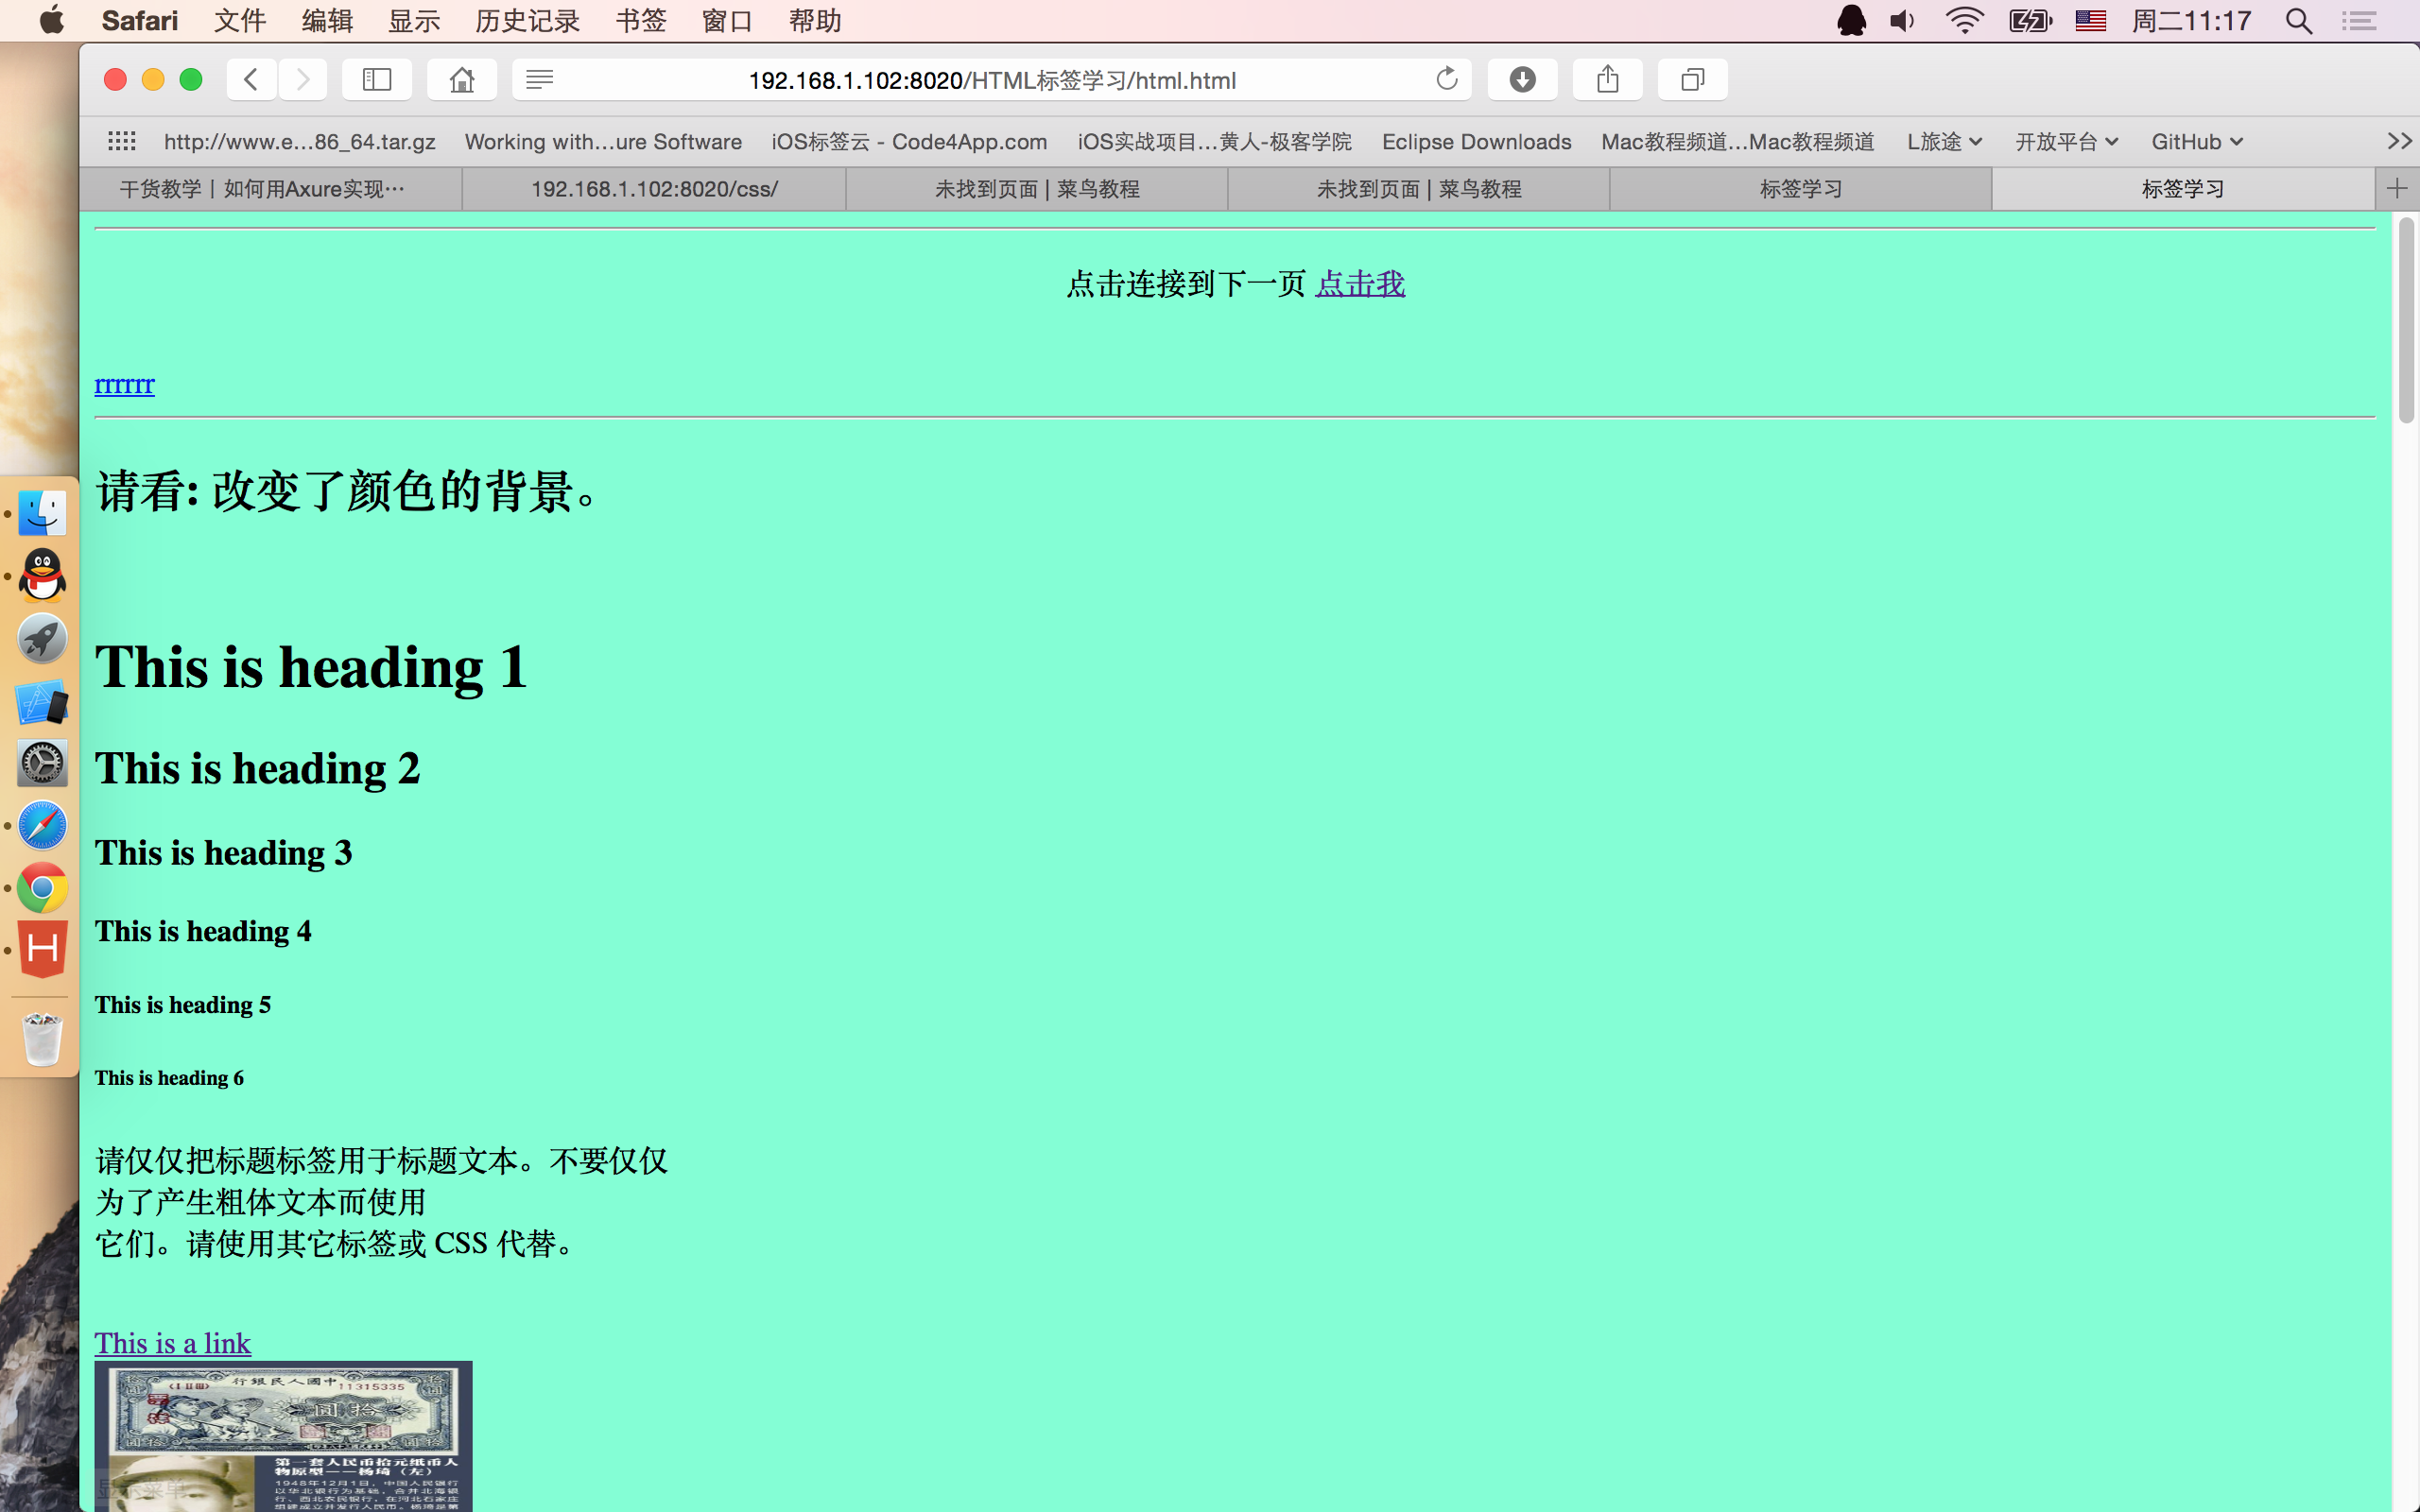 Safari 文件 编辑 显示 历史记录 书签 窗口 帮助 周二11:17
192.168.1.102:8020/HTML标签学习/html.html
http://www.e...86_64.tar.gz Working with...ure Software iOS标签云 - Code4App.com iOS实战项目...黄人-极客学院 Eclipse Downloads Mac教程频道...Mac教程频道 L旅途 开放平台 GitHub
干货教学 | 如何用Axure实现… 192.168.1.102:8020/css/ 未找到页面 | 菜鸟教程 未找到页面 | 菜鸟教程 标签学习 标签学习
点击连接到下一页 点击我
rrrrrr
请看: 改变了颜色的背景。
This is heading 1
This is heading 2
This is heading 3
This is heading 4
This is heading 5
This is heading 6
请仅仅把标题标签用于标题文本。不要仅仅
为了产生粗体文本而使用
它们。请使用其它标签或 CSS 代替。
This is a link
行銀民人國中
(I II III) 11315335
圓拾
第一套人民币拾元纸币人
物原型——杨琦（左）
1948年12月1日，中国人民银行
以华北银行为基础，合并北海银
行、西北农民银行，在河北石家庄
组建成立并发行人民币。
显示菜单